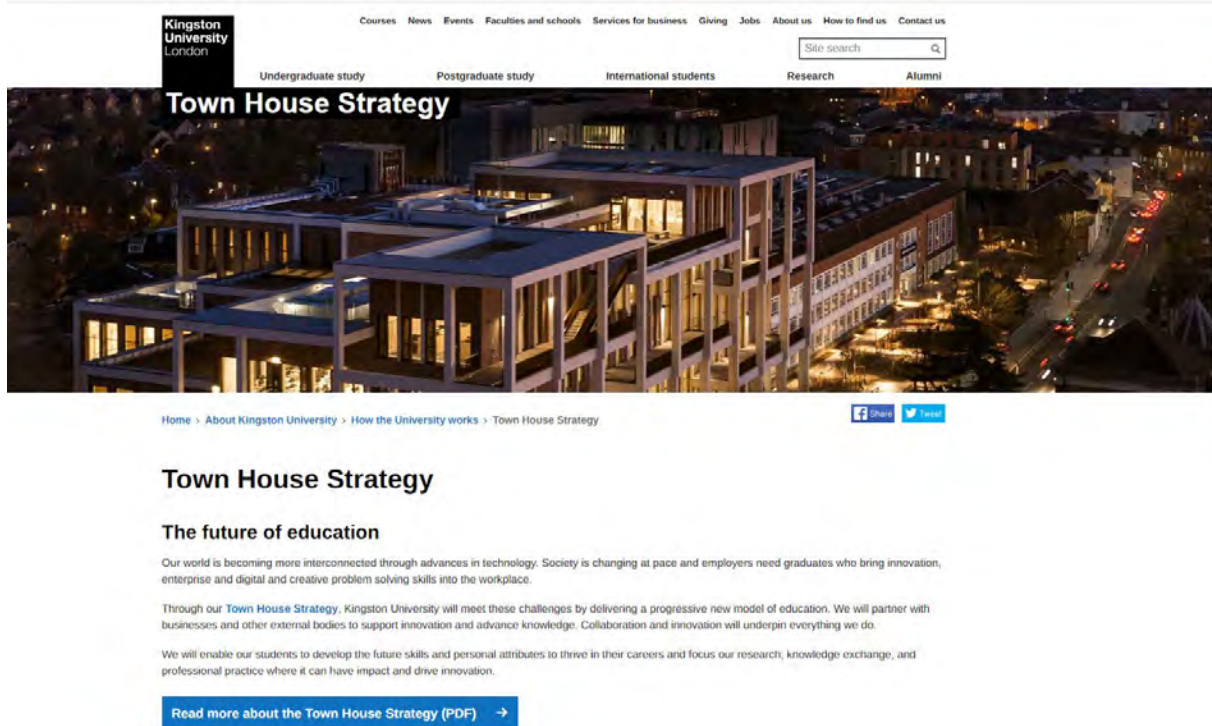 Kingston
University
London
Courses News Events Faculties and schools Services for business Giving Jobs About us How to find us Contact us
Site search
Undergraduate study Postgraduate study International students Research Alumni
Town House Strategy
Home > About Kingston University > How the University works > Town House Strategy
Share Tweet
Town House Strategy
The future of education
Our world is becoming more interconnected through advances in technology. Society is changing at pace and employers need graduates who bring innovation,
enterprise and digital and creative problem solving skills into the workplace.
Through our Town House Strategy, Kingston University will meet these challenges by delivering a progressive new model of education. We will partner with
businesses and other external bodies to support innovation and advance knowledge. Collaboration and innovation will underpin everything we do.
We will enable our students to develop the future skills and personal attributes to thrive in their careers and focus our research, knowledge exchange, and
professional practice where it can have impact and drive innovation.
Read more about the Town House Strategy (PDF) →